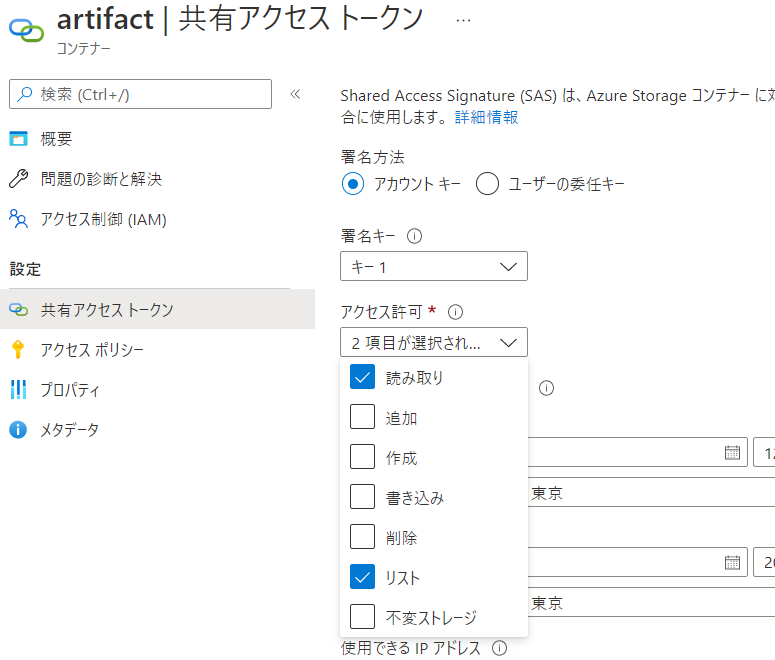 artifact | 共有アクセス トークン …
コンテナー
検索 (Ctrl+/)
«
概要
問題の診断と解決
アクセス制御 (IAM)
設定
共有アクセス トークン
アクセス ポリシー
プロパティ
メタデータ
Shared Access Signature (SAS) は、Azure Storage コンテナー に対
合に使用します。詳細情報
署名方法
アカウント キー ユーザーの委任キー
署名キー
キー 1
アクセス許可 *
2 項目が選択され...
読み取り
追加
作成
12
書き込み
東京
削除
20
リスト
東京
不変ストレージ
使用できる IP アドレス